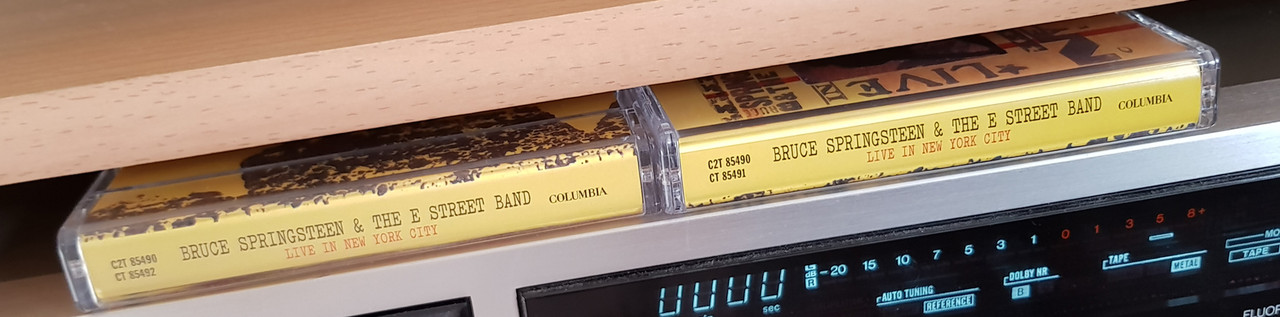 C2T 85490
CT 85492
BRUCE SPRINGSTEEN & THE E STREET BAND
LIVE IN NEW YORK CITY
COLUMBIA
LIVE
IN
C2T 85490
CT 85491
BRUCE SPRINGSTEEN & THE E STREET BAND
LIVE IN NEW YORK CITY
COLUMBIA
sec
dB
-20 15 10 7 5 3 1 0 1 3 5 8+
AUTO TUNING
REFERENCE
DOLBY NR
B
TAPE
METAL
TAPE